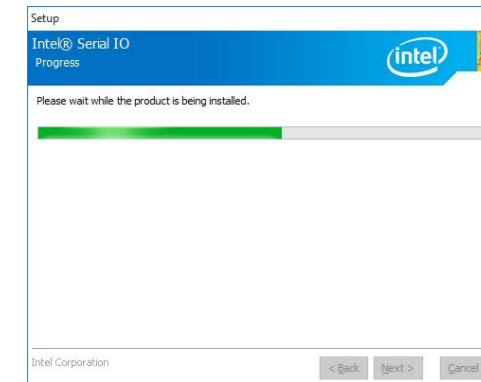 Setup
Intel® Serial IO
Progress
intel
Please wait while the product is being installed.
Intel Corporation
< Back Next > Cancel